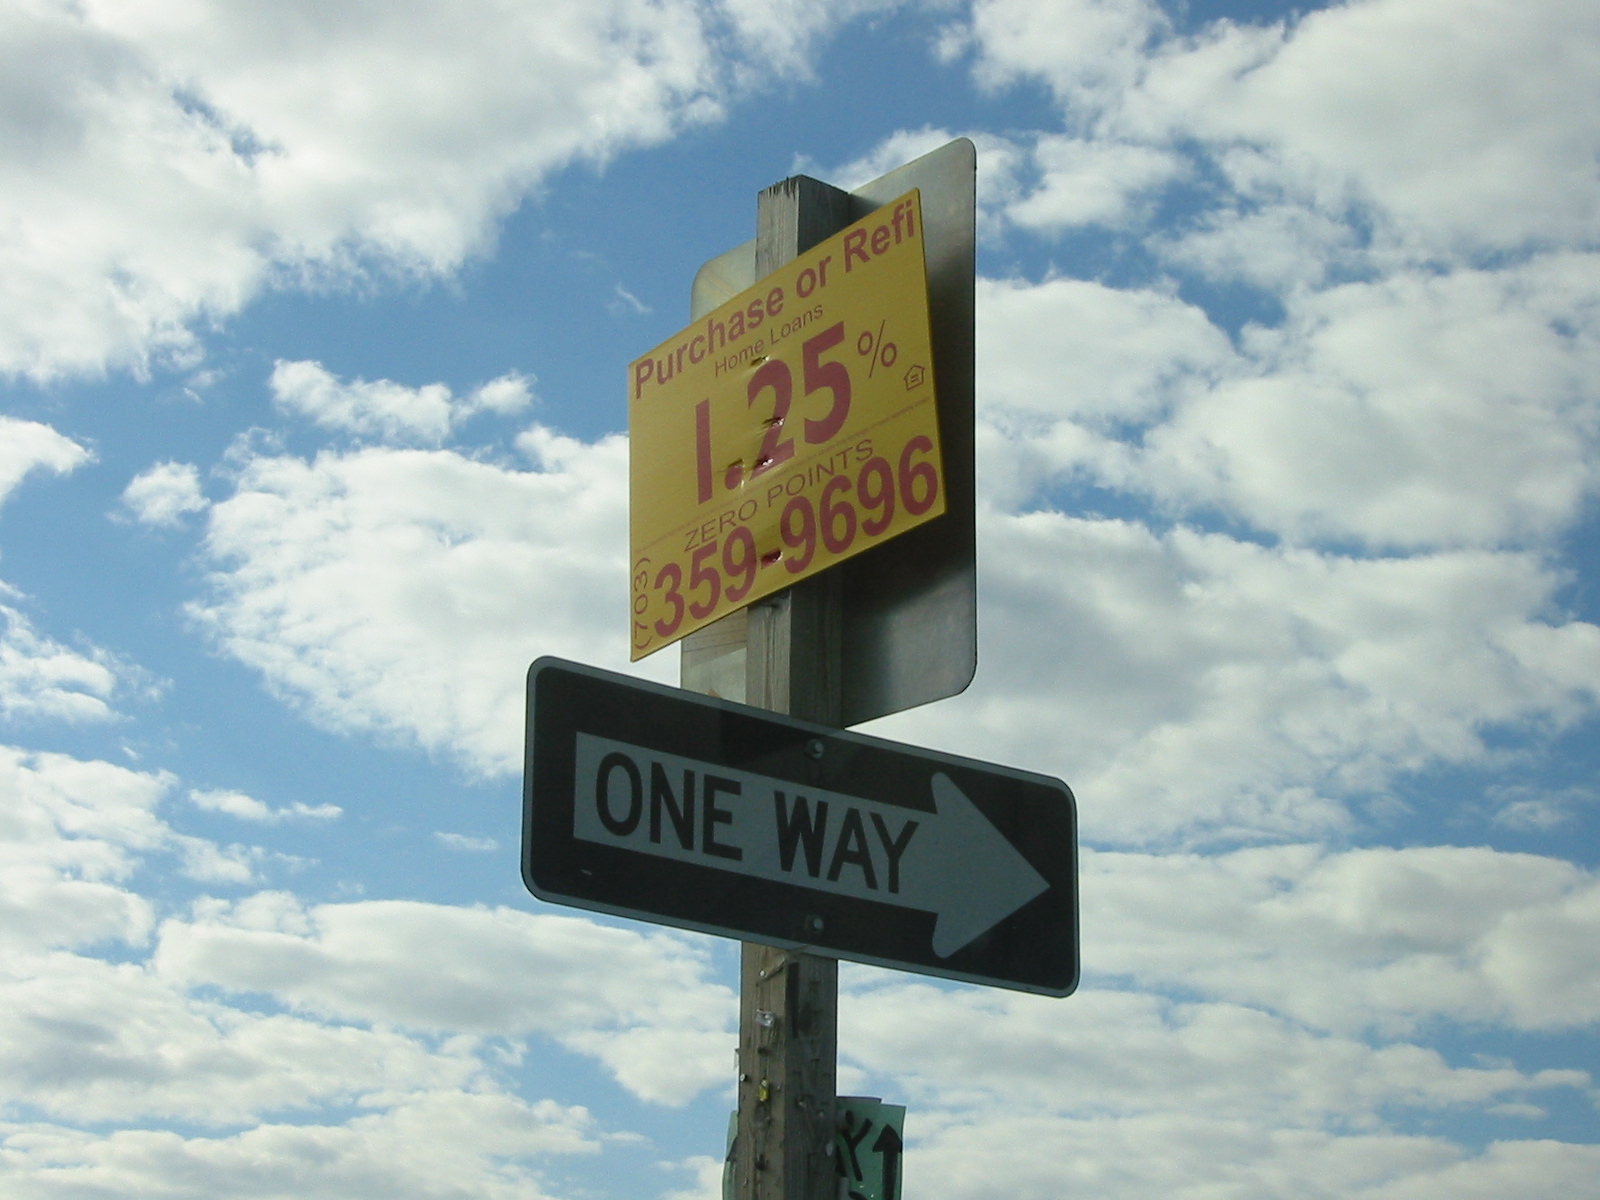 Purchase or Refi
Home Loans
1.25%
ZERO POINTS
(703) 359-9696
ONE WAY